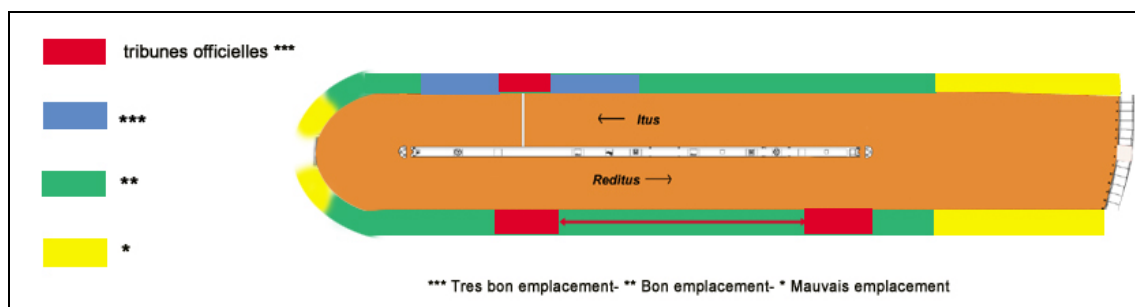 tribunes officielles ***
***
**
*
← Itus
Reditus →
*** Tres bon emplacement- ** Bon emplacement- * Mauvais emplacement